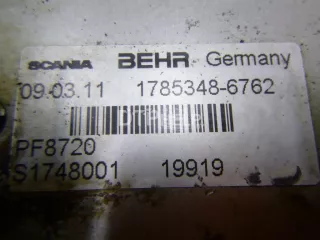 SCANIA BEHR Germany
09.03.11 1785348-6762
PF8720
S1748001 19919